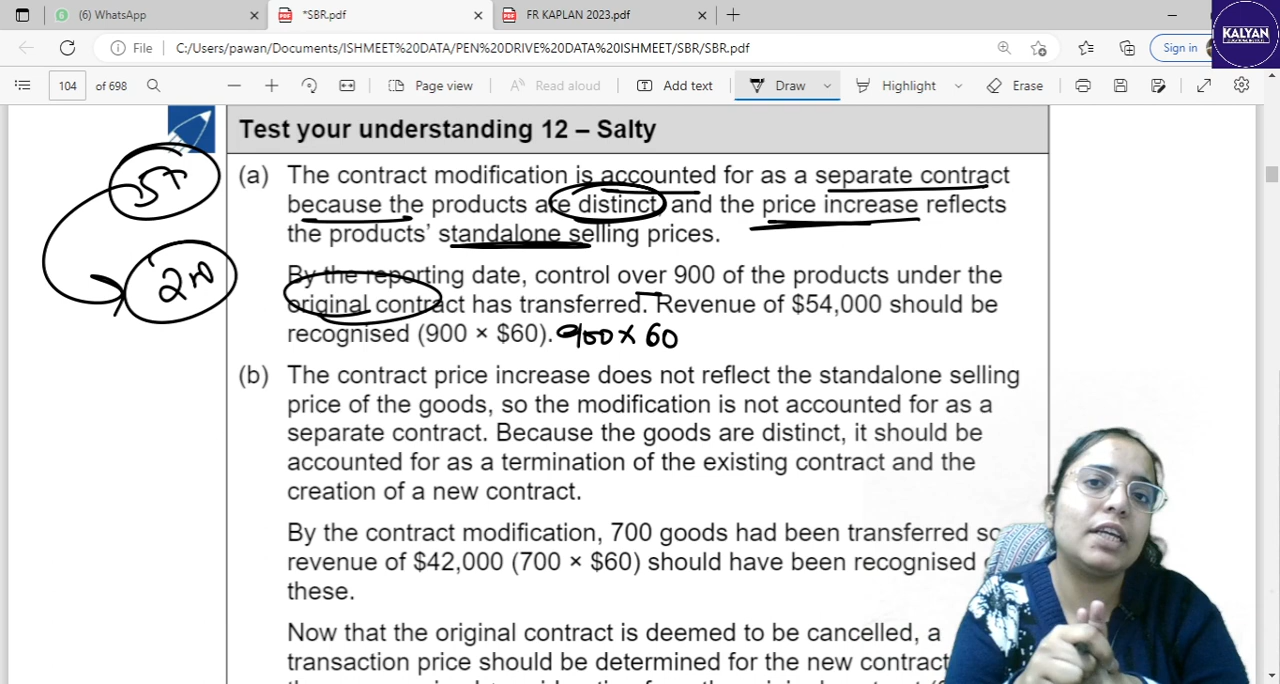 (6) WhatsApp
*SBR.pdf
FR KAPLAN 2023.pdf
KALYAN
File
C:/Users/pawan/Documents/ISHMEET%20DATA/PEN%20DRIVE%20DATA%20ISHMEET/SBR/SBR.pdf
Sign in
104 of 698
Page view
Read aloud
Add text
Draw
Highlight
Erase
Test your understanding 12 – Salty
(a) The contract modification is accounted for as a separate contract
because the products are distinct, and the price increase reflects
the products' standalone selling prices.
By the reporting date, control over 900 of the products under the
original contract has transferred. Revenue of $54,000 should be
recognised (900 × $60). 900 x 60
2nd
(b) The contract price increase does not reflect the standalone selling
price of the goods, so the modification is not accounted for as a
separate contract. Because the goods are distinct, it should be
accounted for as a termination of the existing contract and the
creation of a new contract.
By the contract modification, 700 goods had been transferred so
revenue of $42,000 (700 × $60) should have been recognised
these.
Now that the original contract is deemed to be cancelled, a
transaction price should be determined for the new contract